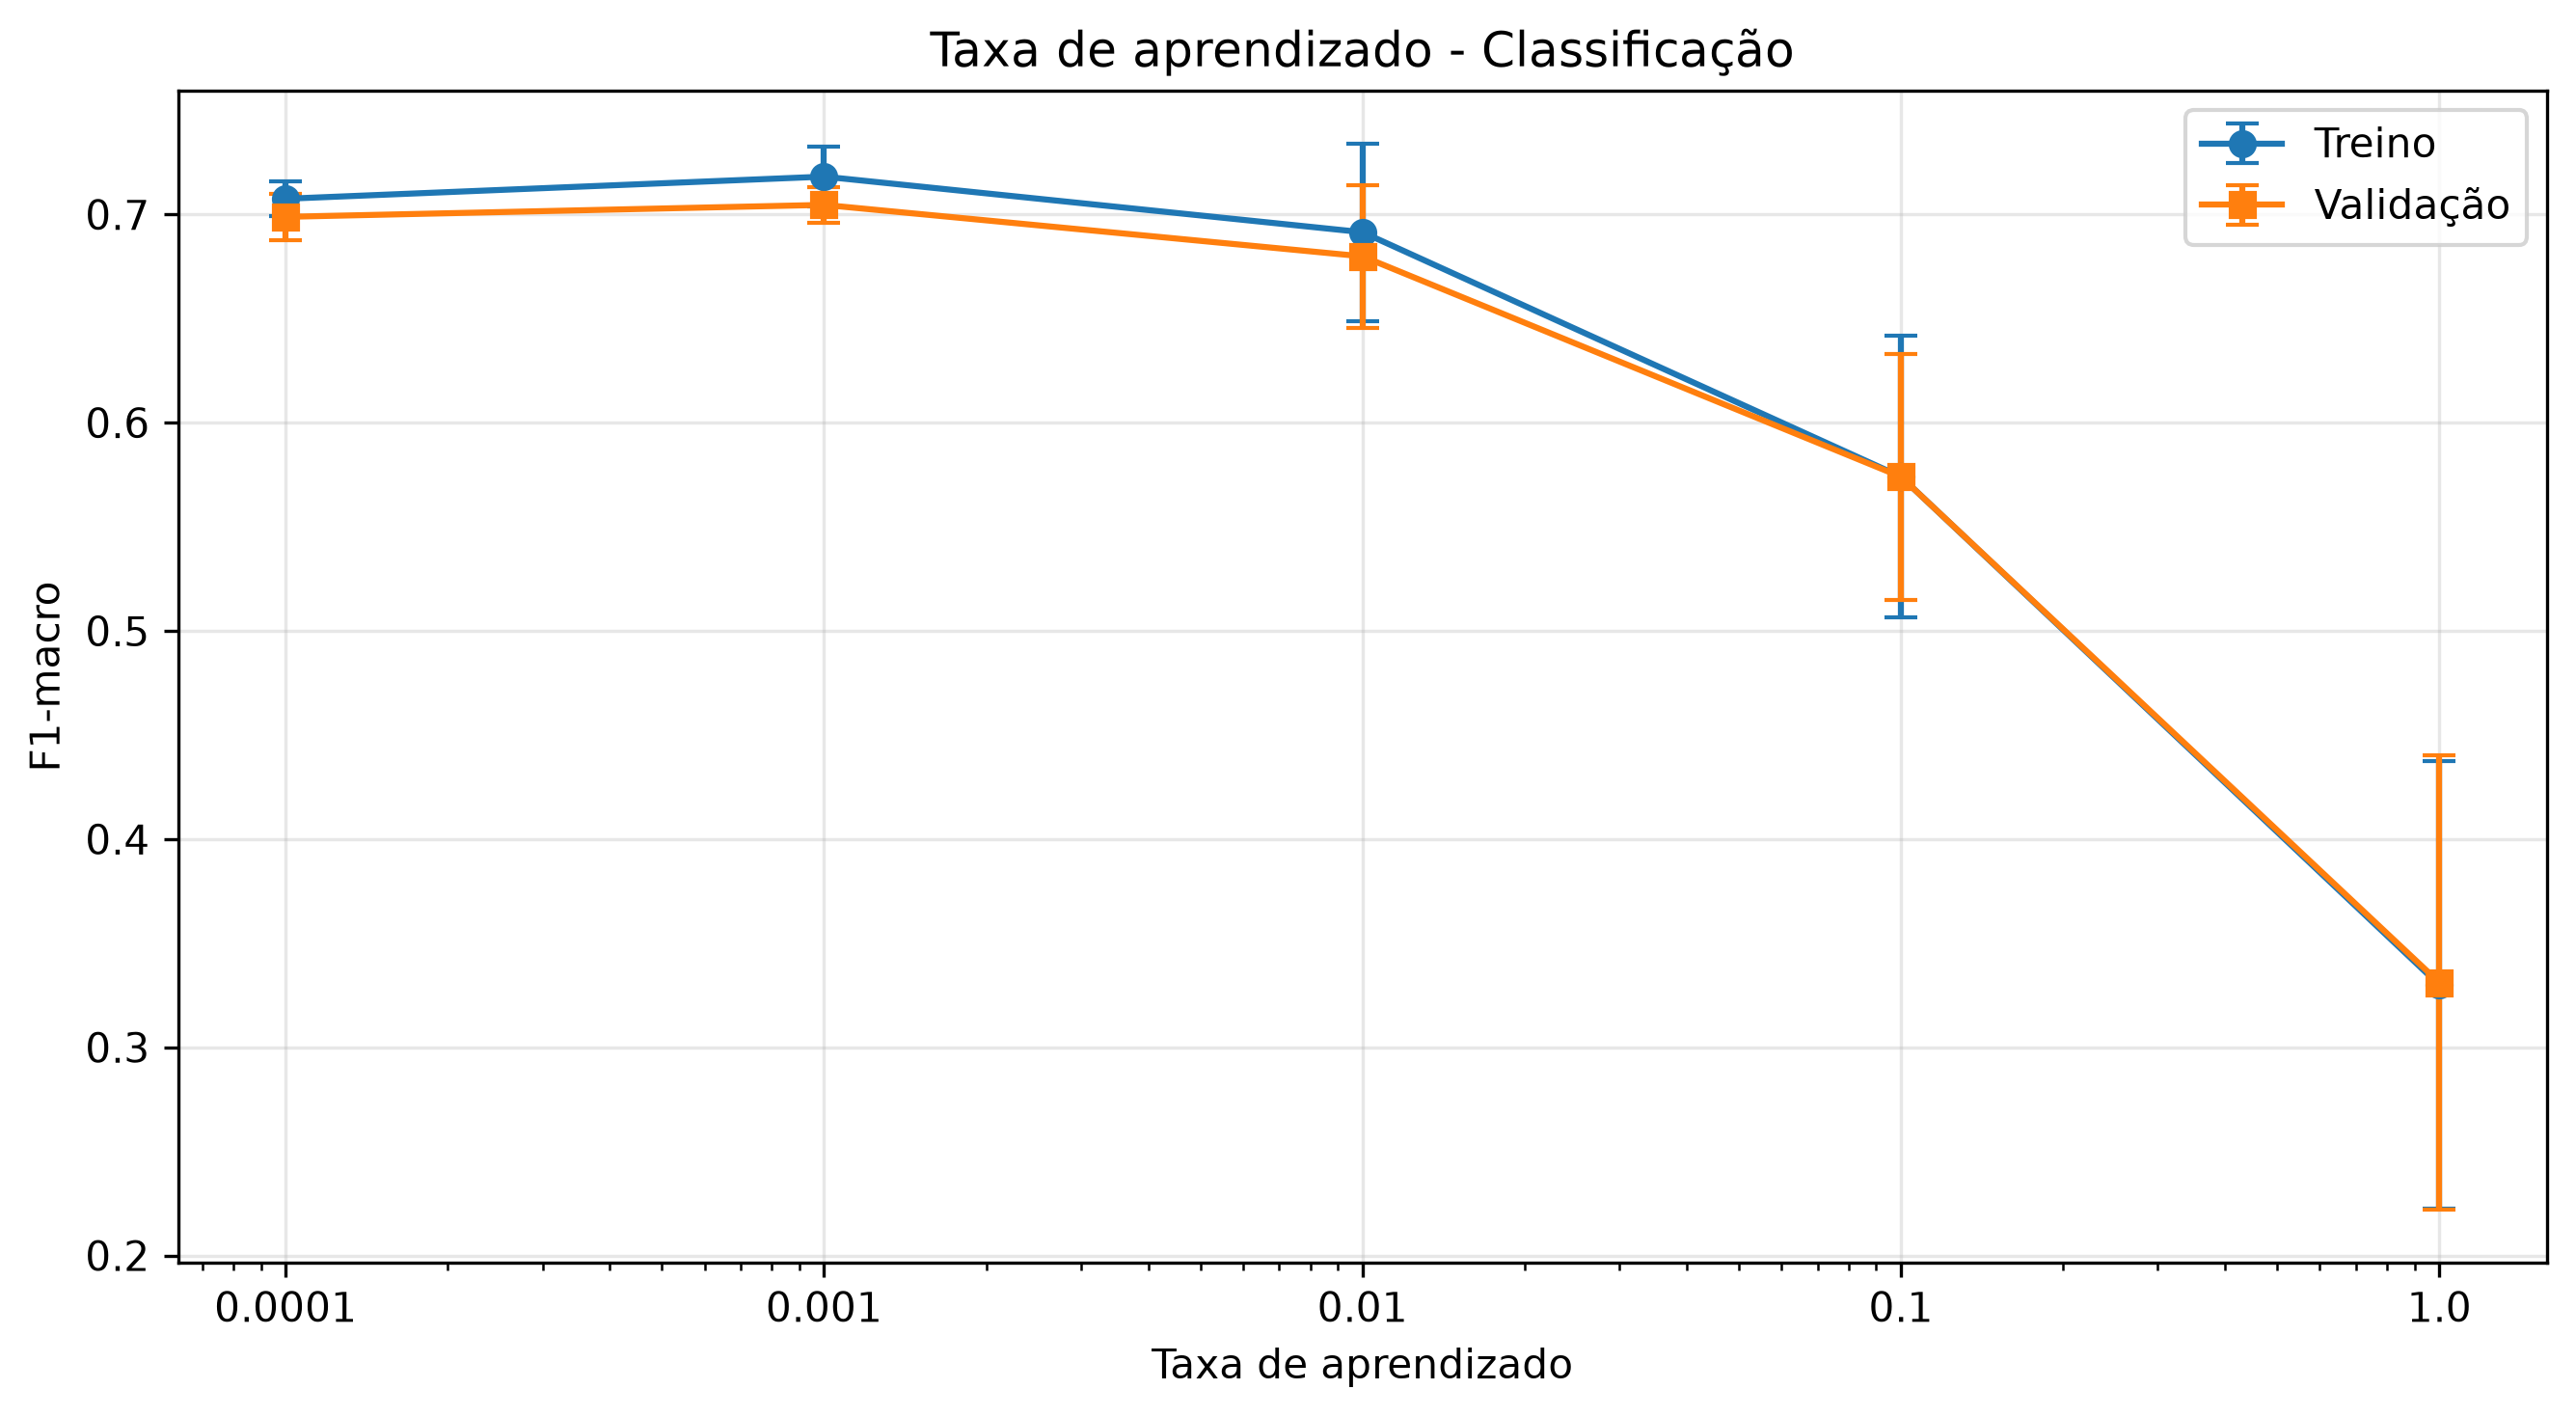 Taxa de aprendizado - Classificação
Treino
Validação
F1-macro
0.7
0.6
0.5
0.4
0.3
0.2
0.0001 0.001 0.01 0.1 1.0
Taxa de aprendizado